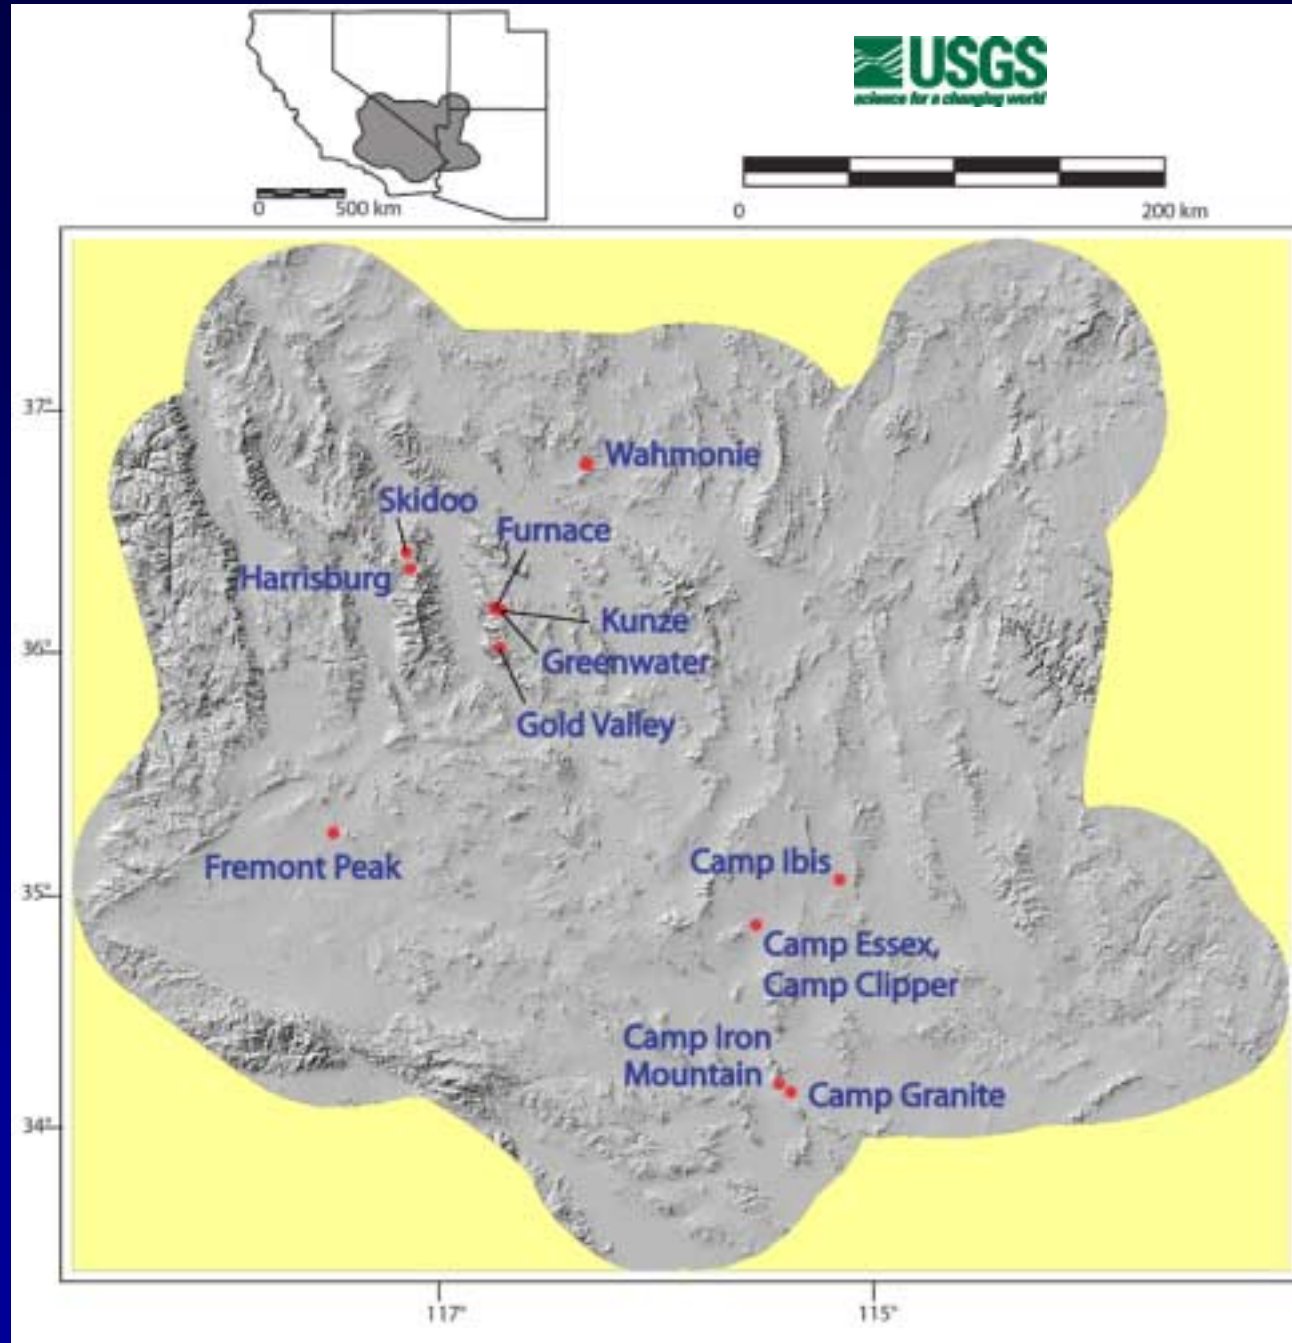 USGS
science for a changing world
0 500 km
0 200 km
37°
Wahmonie
Skidoo
Furnace
Harrisburg
Kunze
36°
Greenwater
Gold Valley
Fremont Peak
Camp Ibis
35°
Camp Essex,
Camp Clipper
Camp Iron
Mountain
Camp Granite
34°
117° 115°